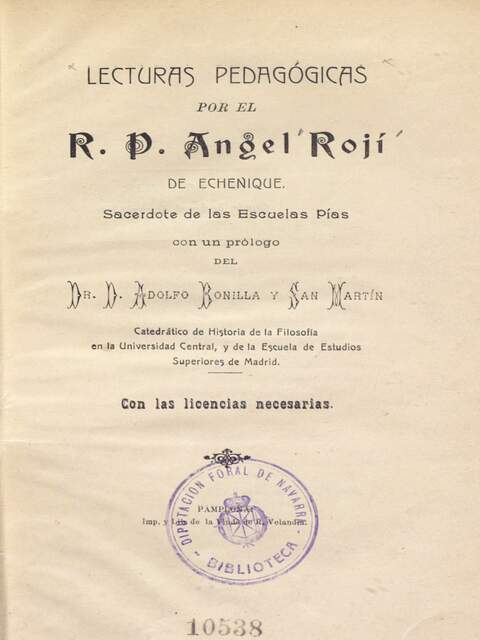 LECTURAS PEDAGÓGICAS
POR EL
R. P. Angel Rojí
DE ECHENIQUE.
Sacerdote de las Escuelas Pías
con un prólogo
DEL
DR. D. ADOLFO BONILLA Y SAN MARTÍN
Catedrático de Historia de la Filosofía
en la Universidad Central, y de la Escuela de Estudios
Superiores de Madrid.
Con las licencias necesarias.
PAMPLONA:
Imp. y Lib. de la Viuda de R. Velandia.
DIPUTACIÓN FORAL DE NAVARRA
- BIBLIOTECA -
10538